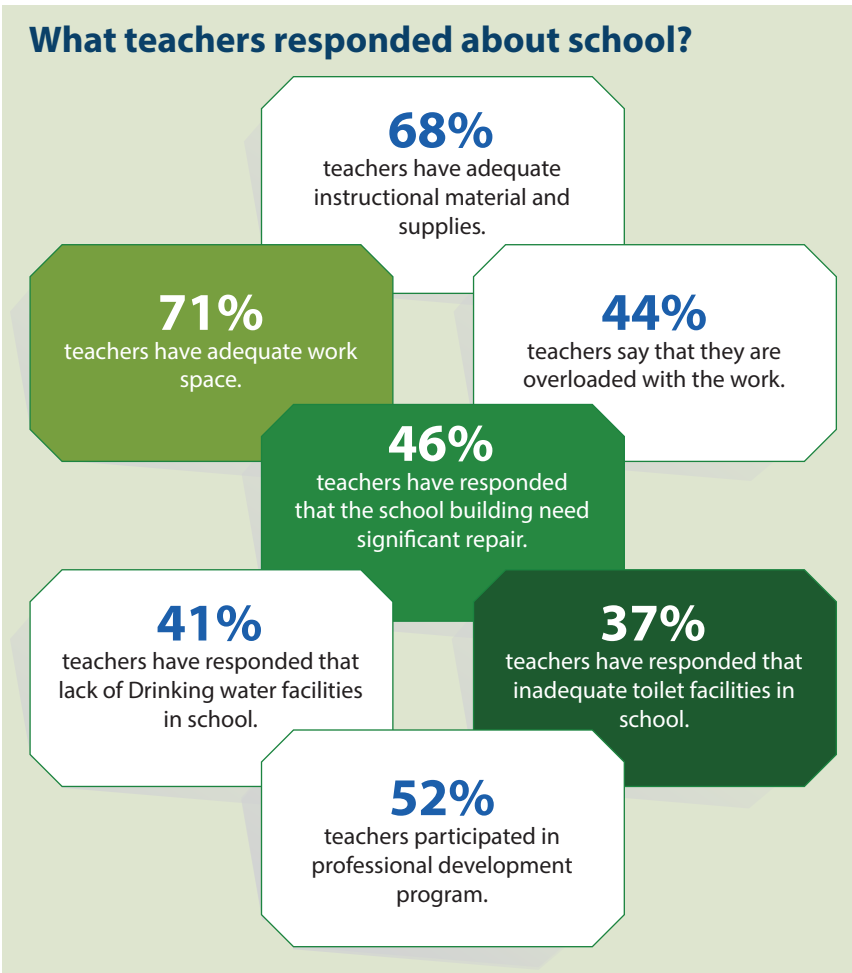 What teachers responded about school?
68%
teachers have adequate
instructional material and
supplies.
71%
teachers have adequate work
space.
44%
teachers say that they are
overloaded with the work.
46%
teachers have responded
that the school building need
significant repair.
41%
teachers have responded that
lack of Drinking water facilities
in school.
37%
teachers have responded that
inadequate toilet facilities in
school.
52%
teachers participated in
professional development
program.